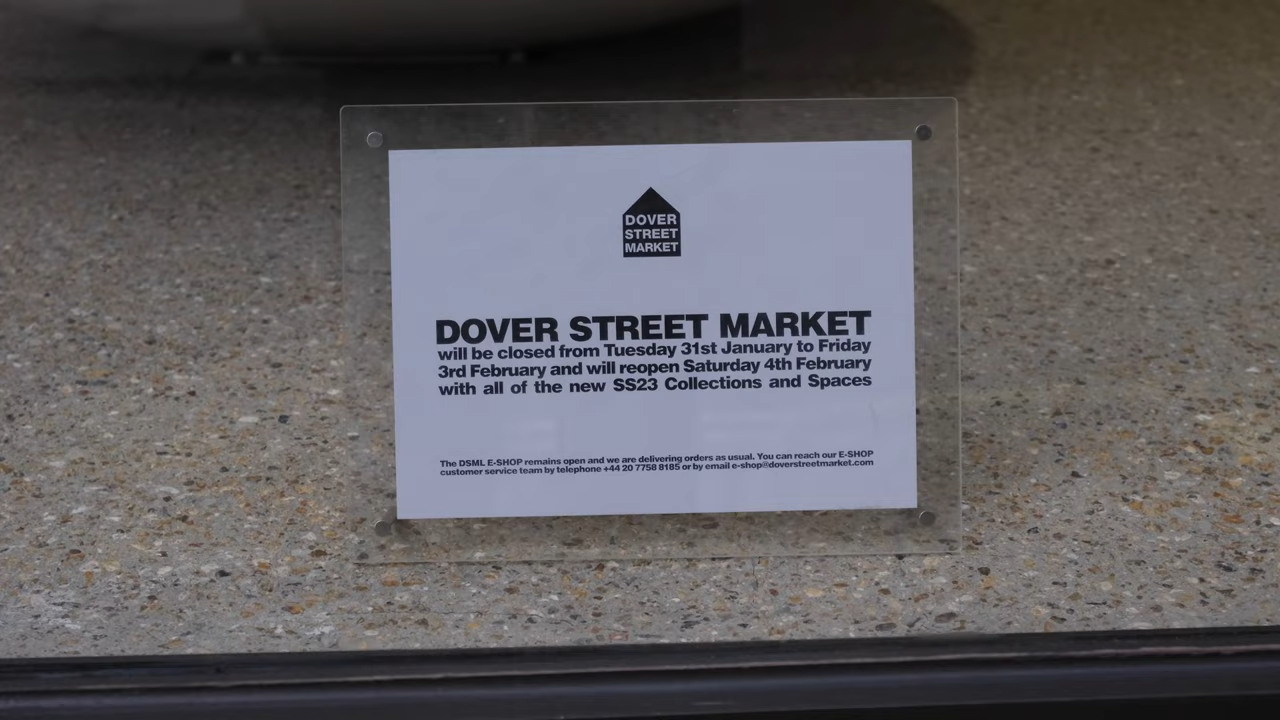 DOVER
STREET
MARKET
DOVER STREET MARKET
will be closed from Tuesday 31st January to Friday
3rd February and will reopen Saturday 4th February
with all of the new SS23 Collections and Spaces
The DSML E-SHOP remains open and we are delivering orders as usual. You can reach our E-SHOP
customer service team by telephone +44 20 7758 8185 or by email e-shop@doverstreetmarket.com